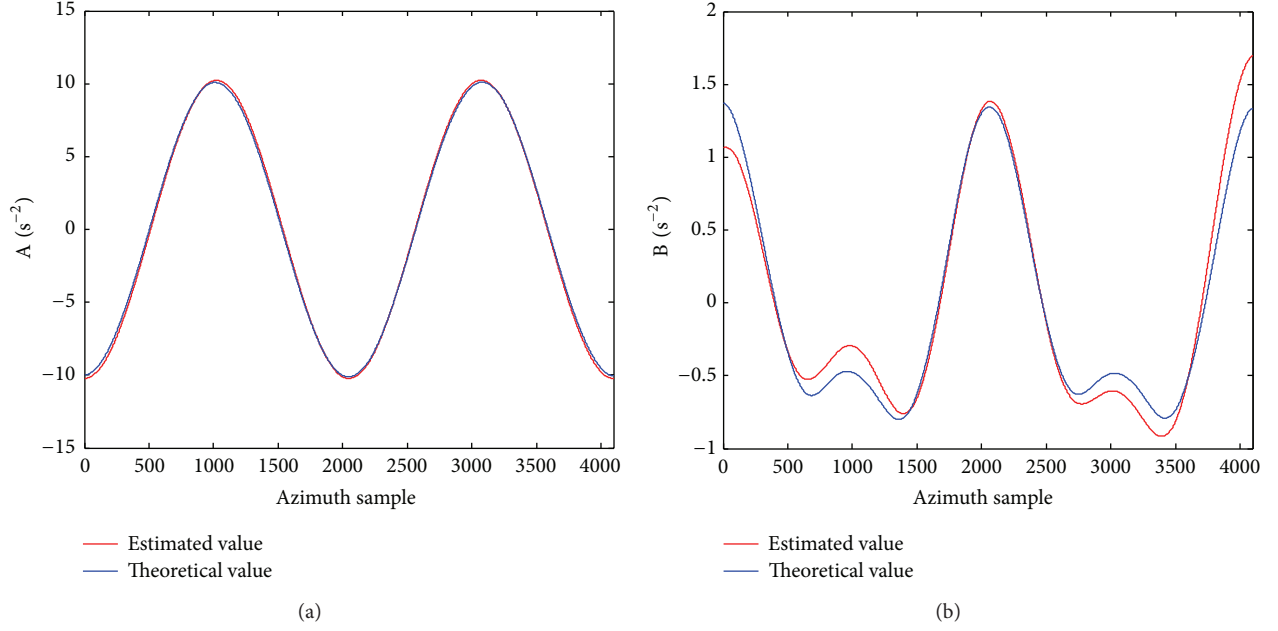 15
10
5
0
−5
−10
−15
A (s⁻²)
0 500 1000 1500 2000 2500 3000 3500 4000
Azimuth sample
Estimated value
Theoretical value
(a)
2
1.5
1
0.5
0
−0.5
−1
B (s⁻²)
0 500 1000 1500 2000 2500 3000 3500 4000
Azimuth sample
Estimated value
Theoretical value
(b)